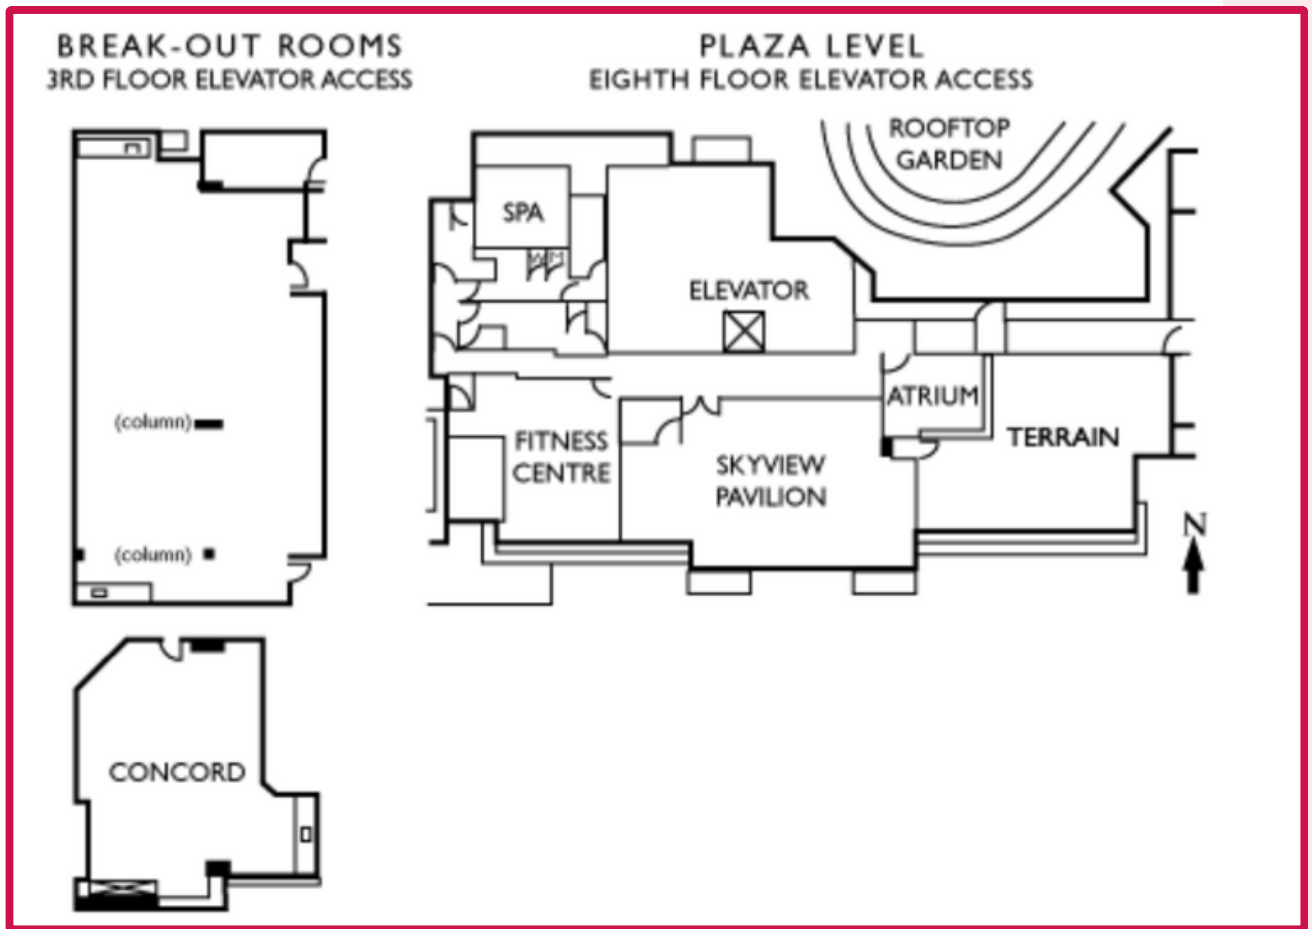 BREAK-OUT ROOMS
3RD FLOOR ELEVATOR ACCESS
(column)
(column)
CONCORD
PLAZA LEVEL
EIGHTH FLOOR ELEVATOR ACCESS
ROOFTOP
GARDEN
SPA
W M
ELEVATOR
ATRIUM
TERRAIN
FITNESS
CENTRE
SKYVIEW
PAVILION
N